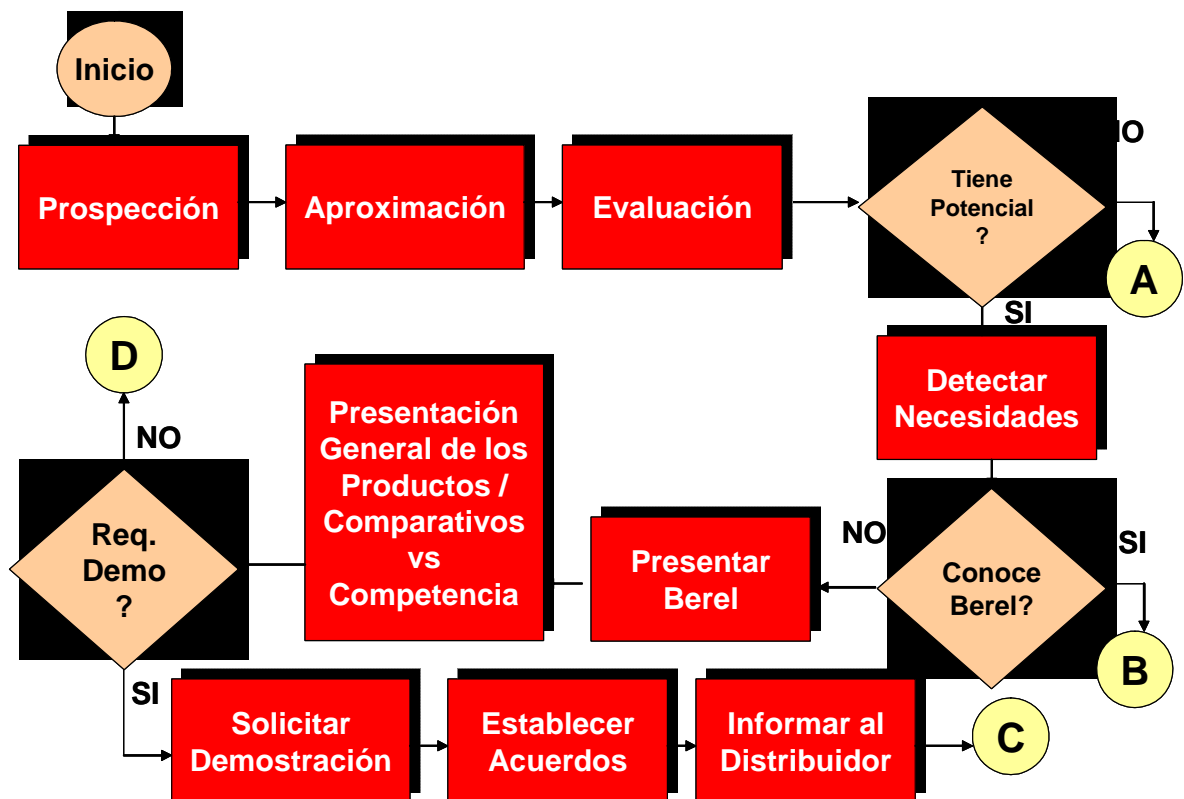 Inicio
Prospección
Aproximación
Evaluación
Tiene
Potencial
?
NO
A
SI
Detectar
Necesidades
D
NO
Presentación
General de los
Productos /
Comparativos
vs
Competencia
Req.
Demo
?
Presentar
Berel
NO
Conoce
Berel?
SI
B
SI
Solicitar
Demostración
Establecer
Acuerdos
Informar al
Distribuidor
C